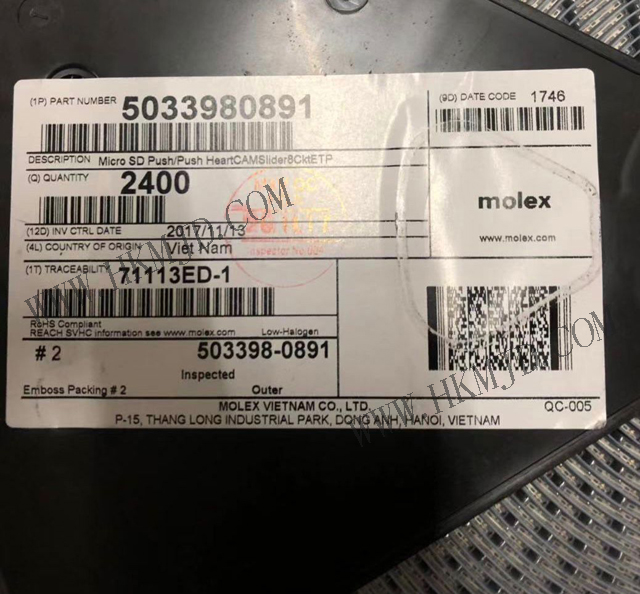 (1P) PART NUMBER 5033980891
(9D) DATE CODE 1746
DESCRIPTION Micro SD Push/Push HeartCAMSlider8CktETP
(Q) QUANTITY 2400
molex
www.molex.com
(12D) INV CTRL DATE 2017/11/13
(4L) COUNTRY OF ORIGIN Viet Nam
Inspector No.
(1T) TRACEABILITY 71113ED-1
RoHS Compliant
REACH SVHC information see www.molex.com Low-Halogen
# 2 503398-0891
Inspected
Emboss Packing # 2 Outer
MOLEX VIETNAM CO., LTD. QC-005
P-15, THANG LONG INDUSTRIAL PARK, DONG ANH, HANOI, VIETNAM
WWW.HKMJD.COM
WWW.HKMJD.COM